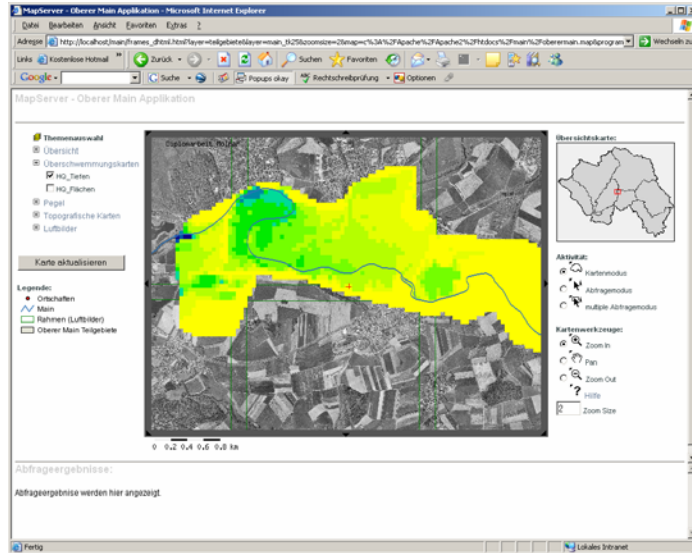 MapServer - Oberer Main Applikation - Microsoft Internet Explorer
Datei Bearbeiten Ansicht Favoriten Extras ?
Adresse http://localhost/main/frames_dhtml.html?layer=teilgebiete&layer=main_tk25&zoomsize=2&map=c%3A%2FApache%2FApache2%2Fhtdocs%2Fmain%2Foberermain.map&program Wechseln zu
Links Kostenlose Hotmail Zurück Suchen Favoriten
Google Suche Popups okay Rechtschreibprüfung Optionen
MapServer - Oberer Main Applikation
Themenauswahl
Übersicht
Überschwemmungskarten
HQ_Tiefen
HQ_Flächen
Pegel
Topografische Karten
Luftbilder
Karte aktualisieren
Legende:
Ortschaften
Main
Rahmen (Luftbilder)
Oberer Main Teilgebiete
0 0.2 0.4 0.6 0.8 km
Übersichtskarte:
Aktivität:
Kartenmodus
Abfragemodus
multiple Abfragemodus
Kartenwerkzeuge:
Zoom In
Pan
Zoom Out
? Hilfe
2 Zoom Size
Abfrageergebnisse:
Abfrageergebnise werden hier angezeigt.
Fertig
Lokales Intranet